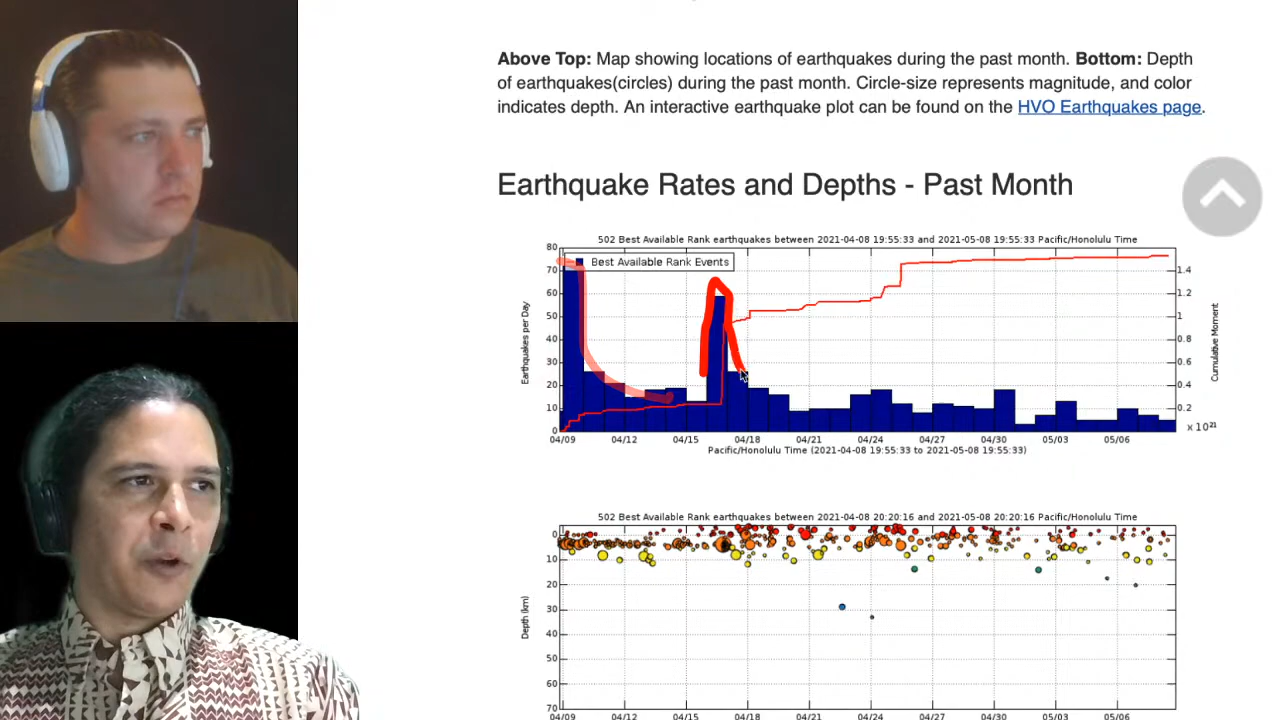 Above Top: Map showing locations of earthquakes during the past month. Bottom: Depth
of earthquakes(circles) during the past month. Circle-size represents magnitude, and color
indicates depth. An interactive earthquake plot can be found on the HVO Earthquakes page.
Earthquake Rates and Depths - Past Month
502 Best Available Rank earthquakes between 2021-04-08 19:55:33 and 2021-05-08 19:55:33 Pacific/Honolulu Time
Best Available Rank Events
Earthquakes per Day
80
70
60
50
40
30
20
10
0
1.4
1.2
1
0.8
0.6
0.4
0.2
x 10²¹
Cumulative Moment
04/09 04/12 04/15 04/18 04/21 04/24 04/27 04/30 05/03 05/06
Pacific/Honolulu Time (2021-04-08 19:55:33 to 2021-05-08 19:55:33)
502 Best Available Rank earthquakes between 2021-04-08 20:20:16 and 2021-05-08 20:20:16 Pacific/Honolulu Time
Depth (km)
0
10
20
30
40
50
60
70
04/09 04/12 04/15 04/18 04/21 04/24 04/27 04/30 05/03 05/06